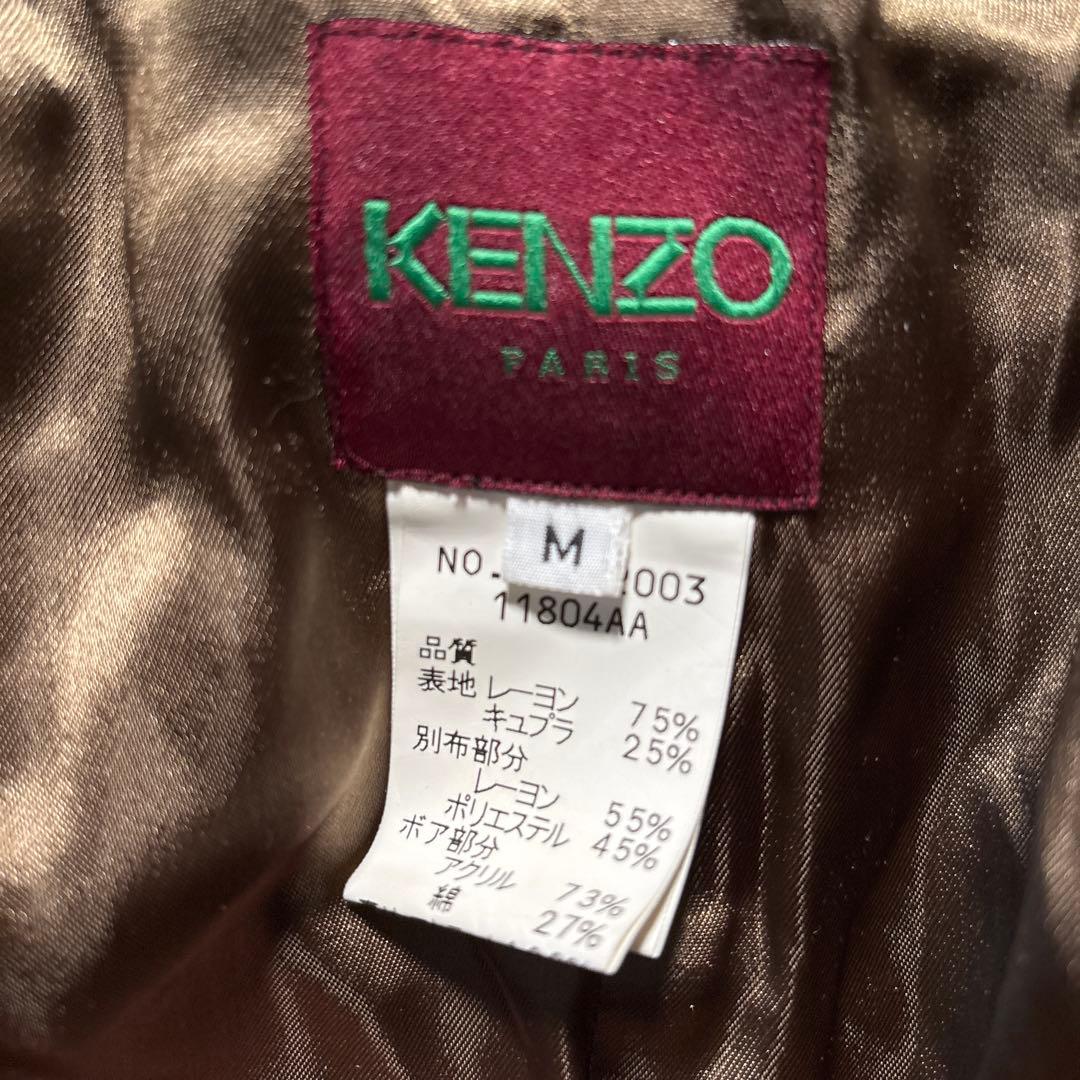 KENZO
PARIS
M
NO. 2003
11804AA
品質
表地 レーヨン 75%
キュプラ 25%
別布部分
レーヨン 55%
ポリエステル 45%
ボア部分
アクリル 73%
綿 27%